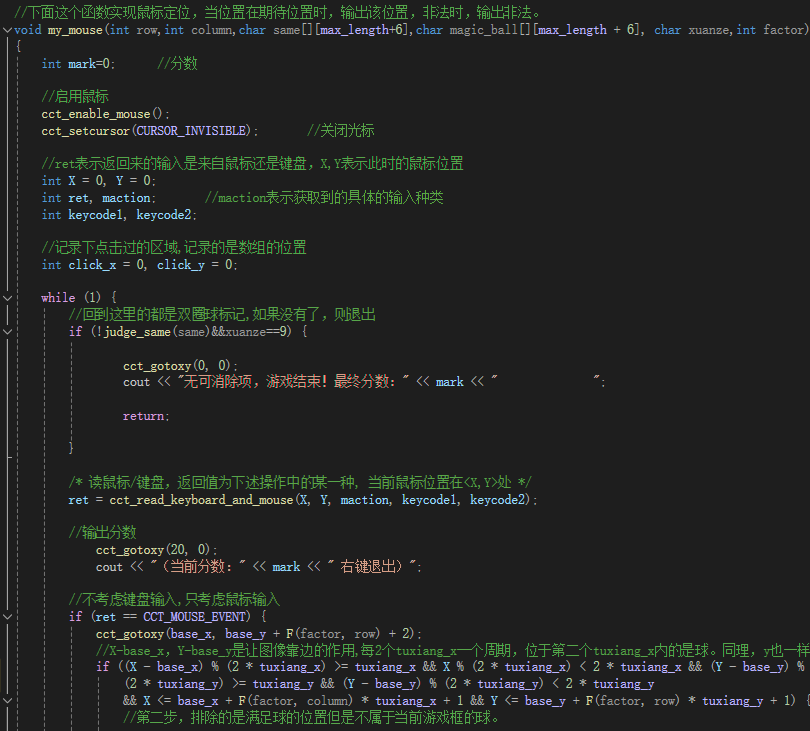 //下面这个函数实现鼠标定位，当位置在期待位置时，输出该位置，非法时，输出非法。
void my_mouse(int row,int column,char same[][max_length+6],char magic_ball[][max_length + 6], char xuanze,int factor)
{
int mark=0; //分数
//启用鼠标
cct_enable_mouse();
cct_setcursor(CURSOR_INVISIBLE); //关闭光标
//ret表示返回来的输入是来自鼠标还是键盘，X,Y表示此时的鼠标位置
int X = 0, Y = 0;
int ret, maction; //maction表示获取到的具体的输入种类
int keycode1, keycode2;
//记录下点击过的区域,记录的是数组的位置
int click_x = 0, click_y = 0;
while (1) {
//回到这里的都是双圈球标记,如果没有了，则退出
if (!judge_same(same)&&xuanze==9) {
cct_gotoxy(0, 0);
cout << "无可消除项，游戏结束！最终分数：" << mark << " ";
return;
}
/* 读鼠标/键盘，返回值为下述操作中的某一种, 当前鼠标位置在<X,Y>处 */
ret = cct_read_keyboard_and_mouse(X, Y, maction, keycode1, keycode2);
//输出分数
cct_gotoxy(20, 0);
cout << "（当前分数：" << mark << " 右键退出）";
//不考虑键盘输入,只考虑鼠标输入
if (ret == CCT_MOUSE_EVENT) {
cct_gotoxy(base_x, base_y + F(factor, row) + 2);
//X-base_x，Y-base_y是让图像靠边的作用,每2个tuxiang_x一个周期，位于第二个tuxiang_x内的是球。同理，y也一样
if ((X - base_x) % (2 * tuxiang_x) >= tuxiang_x && X % (2 * tuxiang_x) < 2 * tuxiang_x && (Y - base_y) %
(2 * tuxiang_y) >= tuxiang_y && (Y - base_y) % (2 * tuxiang_y) < 2 * tuxiang_y
&& X <= base_x + F(factor, column) * tuxiang_x + 1 && Y <= base_y + F(factor, row) * tuxiang_y + 1) {
//第二步，排除的是满足球的位置但是不属于当前游戏框的球。